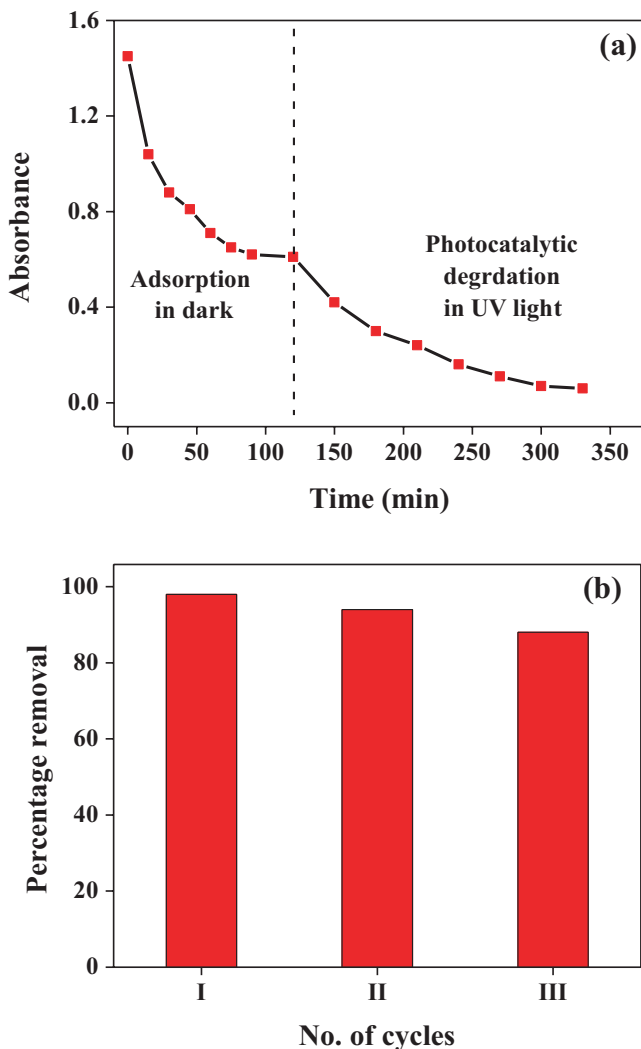 (a)
Absorbance
1.6
1.2
0.8
0.4
0.0
Adsorption
in dark
Photocatalytic
degrdation
in UV light
0 50 100 150 200 250 300 350
Time (min)
(b)
Percentage removal
100
80
60
40
20
0
I II III
No. of cycles